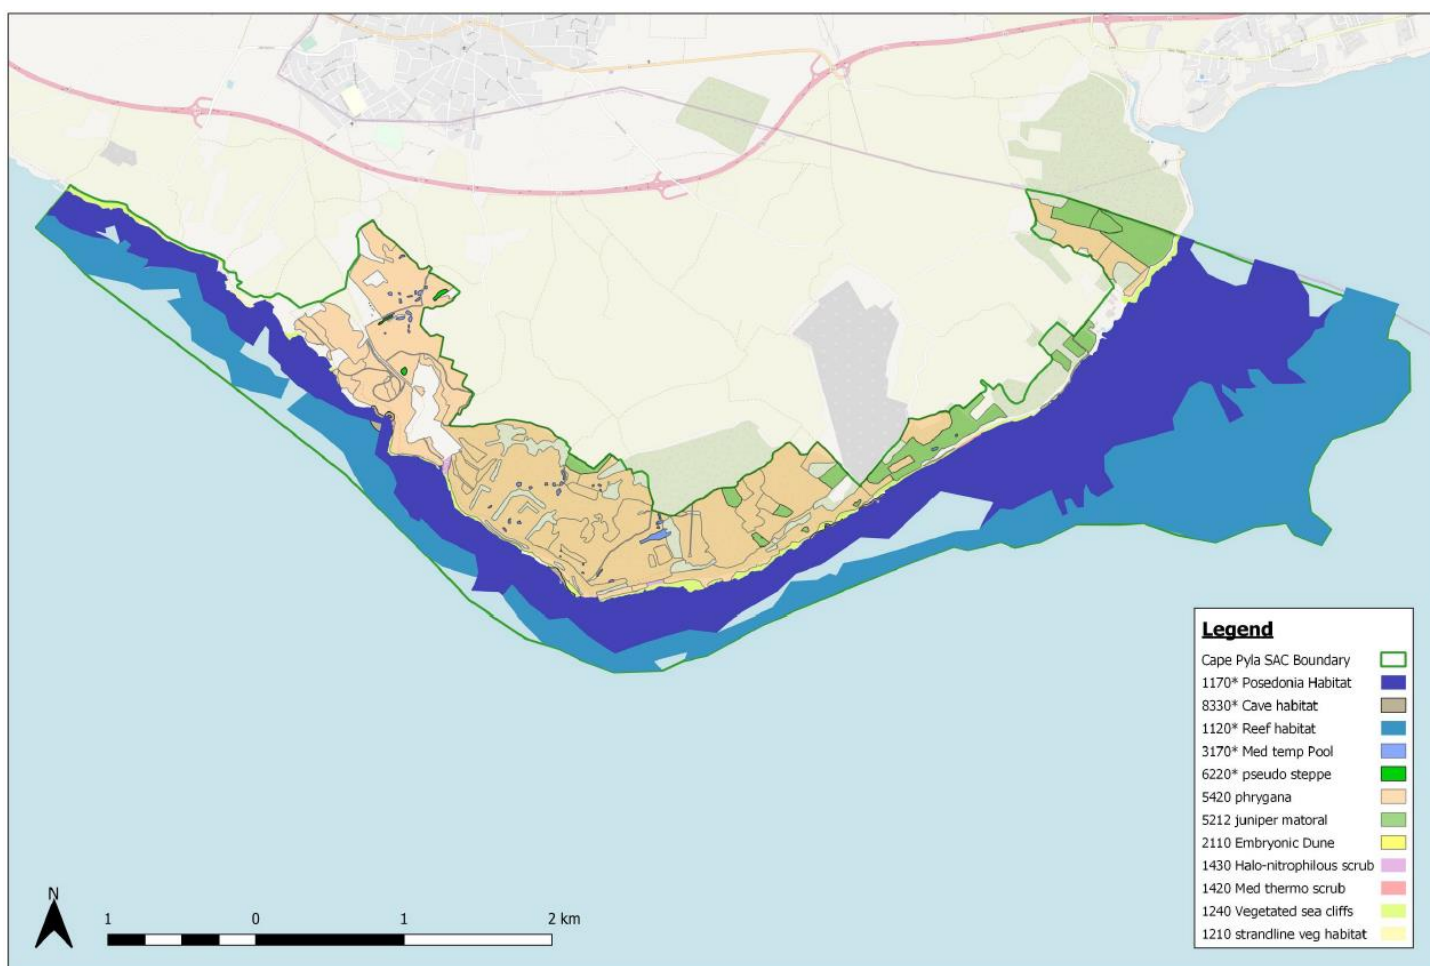 Legend
Cape Pyla SAC Boundary
1170* Posedonia Habitat
8330* Cave habitat
1120* Reef habitat
3170* Med temp Pool
6220* pseudo steppe
5420 phrygana
5212 juniper matoral
2110 Embryonic Dune
1430 Halo-nitrophilous scrub
1420 Med thermo scrub
1240 Vegetated sea cliffs
1210 strandline veg habitat
N
1 0 1 2 km